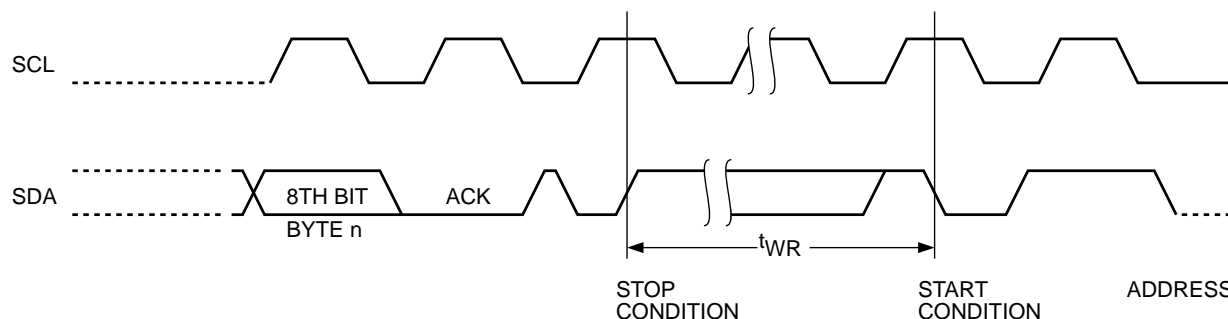 SCL
SDA
8TH BIT
ACK
BYTE n
tWR
STOP
CONDITION
START
CONDITION
ADDRESS